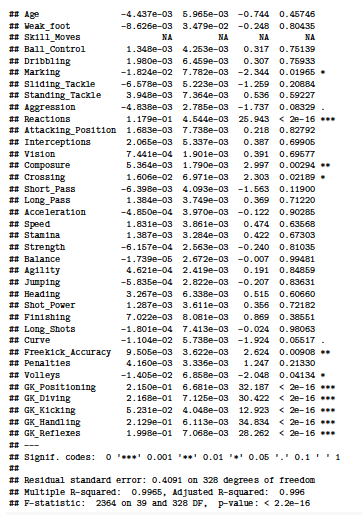 ## Age -4.437e-03 5.965e-03 -0.744 0.45746
## Weak_foot -8.626e-03 3.479e-02 -0.248 0.80435
## Skill_Moves NA NA NA NA
## Ball_Control 1.348e-03 4.253e-03 0.317 0.75139
## Dribbling 1.980e-03 6.459e-03 0.307 0.75933
## Marking -1.824e-02 7.782e-03 -2.344 0.01965 *
## Sliding_Tackle -6.578e-03 5.223e-03 -1.259 0.20884
## Standing_Tackle 3.948e-03 7.364e-03 0.536 0.59227
## Aggression -4.838e-03 2.785e-03 -1.737 0.08329 .
## Reactions 1.179e-01 4.544e-03 25.943 < 2e-16 ***
## Attacking_Position 1.683e-03 7.738e-03 0.218 0.82792
## Interceptions 2.065e-03 5.337e-03 0.387 0.69905
## Vision 7.441e-04 1.901e-03 0.391 0.69577
## Composure 5.364e-03 1.790e-03 2.997 0.00294 **
## Crossing 1.606e-02 6.971e-03 2.303 0.02189 *
## Short_Pass -6.398e-03 4.093e-03 -1.563 0.11900
## Long_Pass 1.384e-03 3.749e-03 0.369 0.71220
## Acceleration -4.850e-04 3.970e-03 -0.122 0.90285
## Speed 1.831e-03 3.861e-03 0.474 0.63568
## Stamina 1.387e-03 3.284e-03 0.422 0.67303
## Strength -6.157e-04 2.563e-03 -0.240 0.81035
## Balance -1.739e-05 2.672e-03 -0.007 0.99481
## Agility 4.621e-04 2.419e-03 0.191 0.84859
## Jumping -5.835e-04 2.822e-03 -0.207 0.83631
## Heading 3.267e-03 6.338e-03 0.515 0.60660
## Shot_Power 1.287e-03 3.611e-03 0.356 0.72182
## Finishing 7.022e-03 8.081e-03 0.869 0.38551
## Long_Shots -1.801e-04 7.413e-03 -0.024 0.98063
## Curve -1.104e-02 5.738e-03 -1.924 0.05517 .
## Freekick_Accuracy 9.505e-03 3.622e-03 2.624 0.00908 **
## Penalties 4.160e-03 3.336e-03 1.247 0.21330
## Volleys -1.405e-02 6.858e-03 -2.048 0.04134 *
## GK_Positioning 2.150e-01 6.681e-03 32.187 < 2e-16 ***
## GK_Diving 2.168e-01 7.125e-03 30.422 < 2e-16 ***
## GK_Kicking 5.231e-02 4.048e-03 12.923 < 2e-16 ***
## GK_Handling 2.129e-01 6.113e-03 34.834 < 2e-16 ***
## GK_Reflexes 1.998e-01 7.068e-03 28.262 < 2e-16 ***
## ---
## Signif. codes: 0 '***' 0.001 '**' 0.01 '*' 0.05 '.' 0.1 ' ' 1
##
## Residual standard error: 0.4091 on 328 degrees of freedom
## Multiple R-squared: 0.9965, Adjusted R-squared: 0.996
## F-statistic: 2364 on 39 and 328 DF, p-value: < 2.2e-16